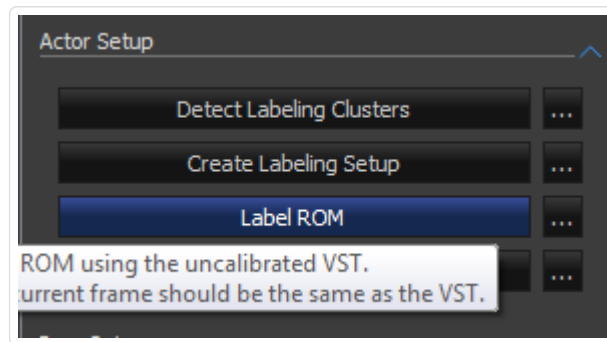 Actor Setup
Detect Labeling Clusters
...
Create Labeling Setup
...
Label ROM
...
ROM using the uncalibrated VST.
...
current frame should be the same as the VST.